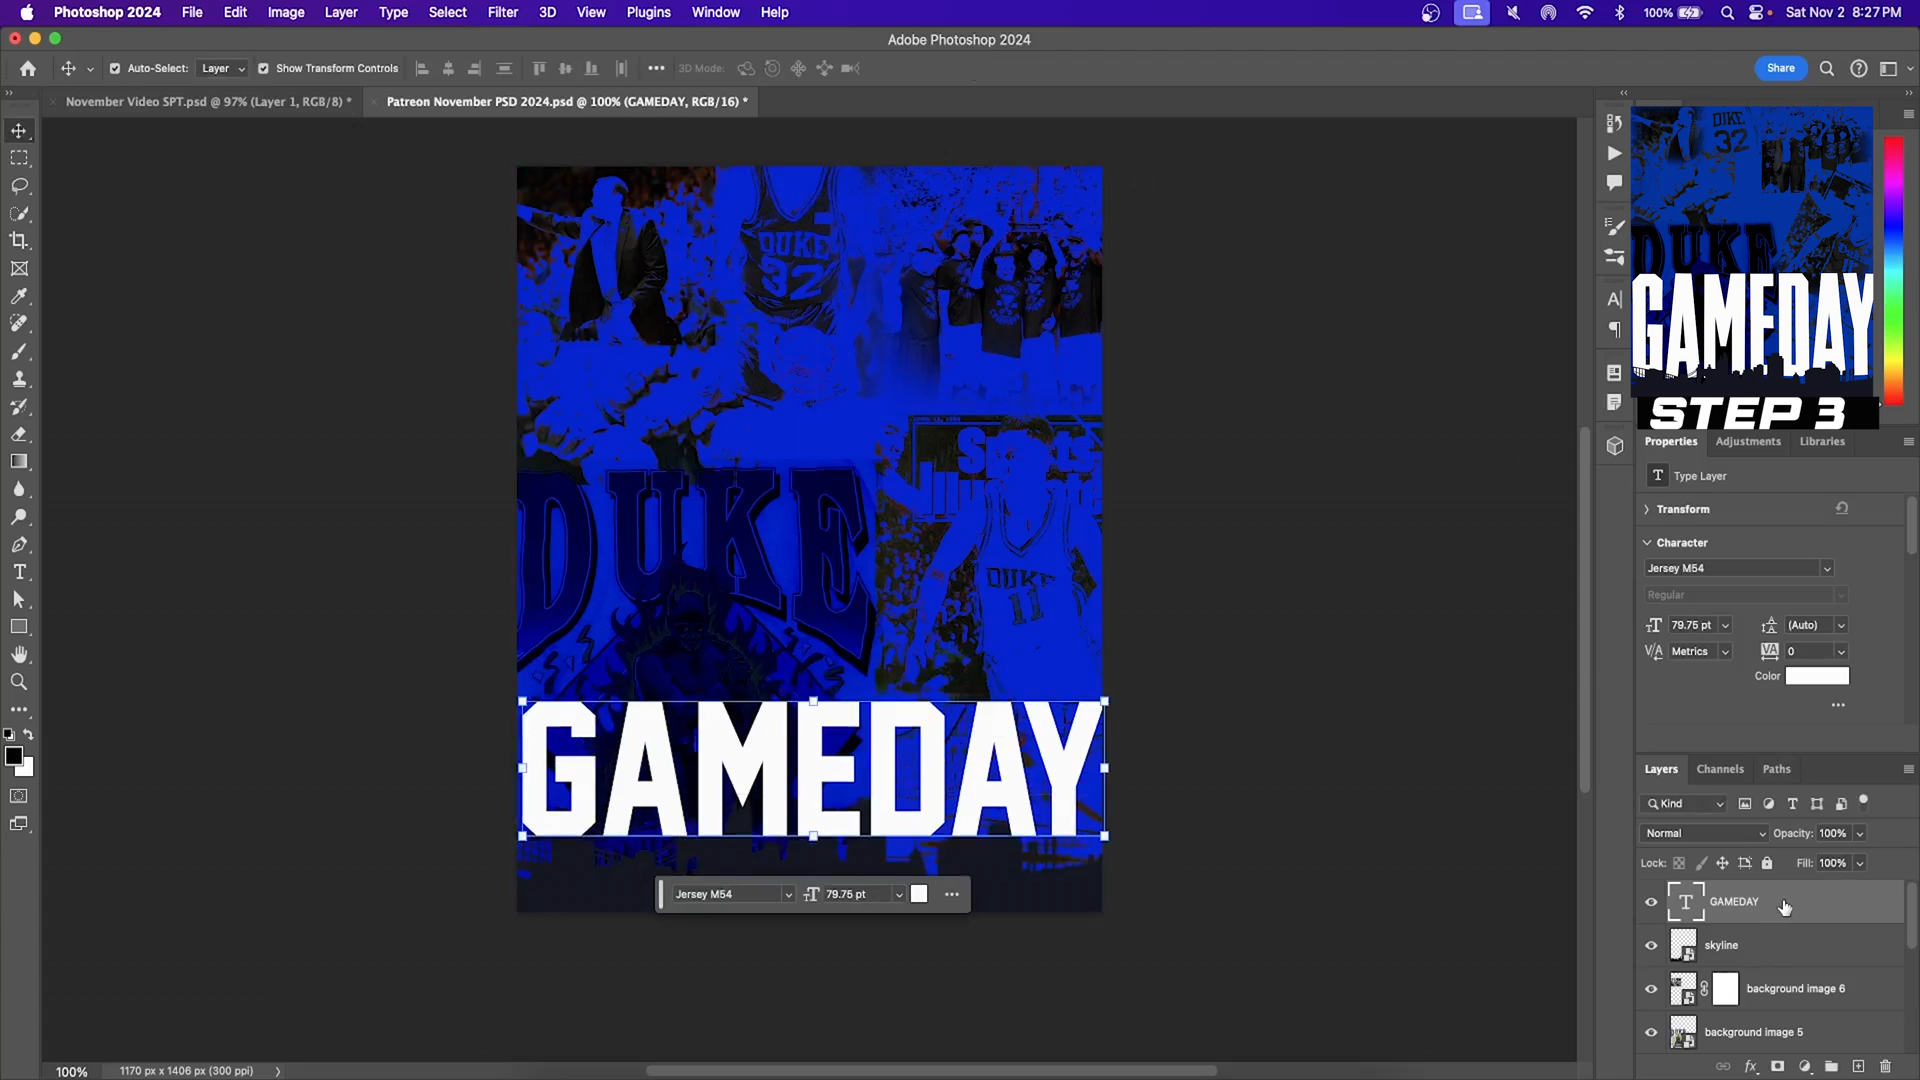 Photoshop 2024 File Edit Image Layer Type Select Filter 3D View Plugins Window Help 100% Sat Nov 2 8:27 PM
Adobe Photoshop 2024
Auto-Select: Layer Show Transform Controls 3D Mode: Share
November Video SPT.psd @ 97% (Layer 1, RGB/8) * Patreon November PSD 2024.psd @ 100% (GAMEDAY, RGB/16) *
DUKE
32
DUKE
DUKE
11
GAMEDAY
Jersey M54 79.75 pt
DUKE
32
DUKE
GAMEDAY
STEP 3
Properties Adjustments Libraries
T Type Layer
Transform
Character
Jersey M54
Regular
79.75 pt (Auto)
Metrics 0
Color
Layers Channels Paths
Kind
Normal Opacity: 100%
Lock: Fill: 100%
T GAMEDAY
skyline
background image 6
background image 5
100% 1170 px x 1406 px (300 ppi)